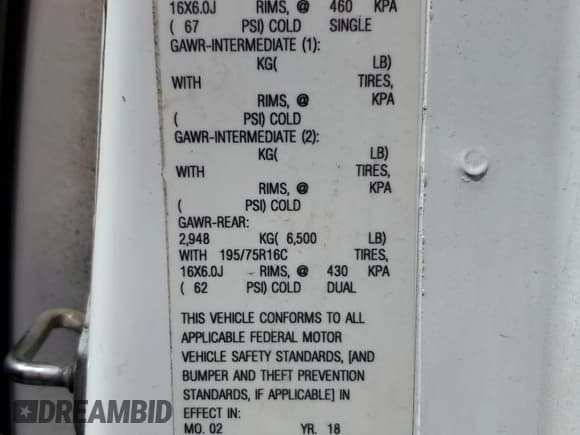 16X6.0J RIMS, @ 460 KPA
( 67 PSI) COLD SINGLE
GAWR-INTERMEDIATE (1):
KG( LB)
WITH TIRES,
RIMS, @ KPA
( PSI) COLD
GAWR-INTERMEDIATE (2):
KG( LB)
WITH TIRES,
RIMS, @ KPA
( PSI) COLD
GAWR-REAR:
2,948 KG( 6,500 LB)
WITH 195/75R16C TIRES,
16X6.0J RIMS, @ 430 KPA
( 62 PSI) COLD DUAL
THIS VEHICLE CONFORMS TO ALL
APPLICABLE FEDERAL MOTOR
VEHICLE SAFETY STANDARDS, [AND
BUMPER AND THEFT PREVENTION
STANDARDS, IF APPLICABLE] IN
EFFECT IN:
MO. 02 YR. 18
DREAMBID